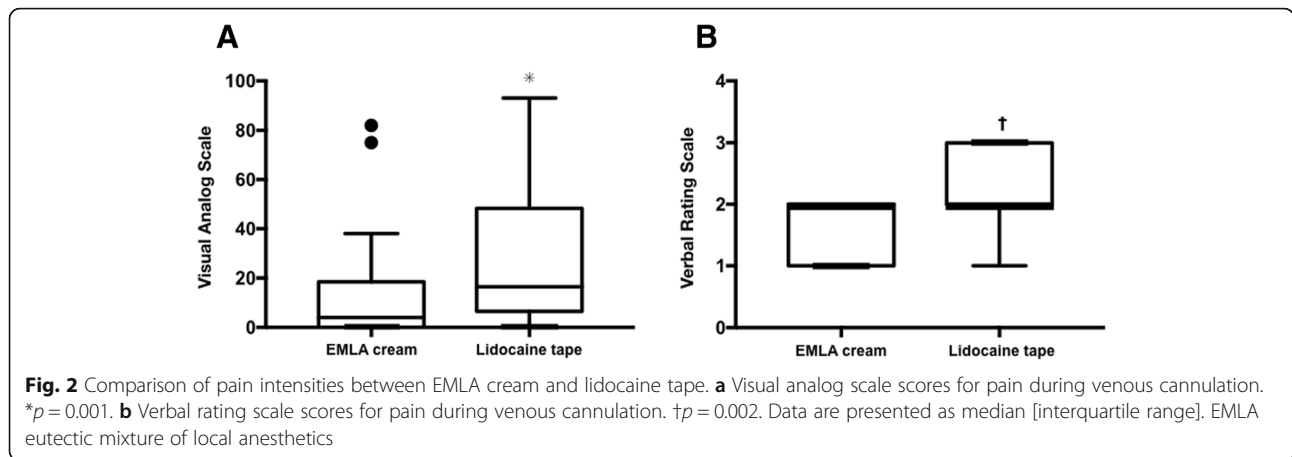 A
B
*
†
100
80
60
40
20
0
Visual Analog Scale
EMLA cream
Lidocaine tape
4
3
2
1
0
Verbal Rating Scale
EMLA cream
Lidocaine tape
Fig. 2 Comparison of pain intensities between EMLA cream and lidocaine tape. a Visual analog scale scores for pain during venous cannulation.
*p = 0.001. b Verbal rating scale scores for pain during venous cannulation. †p = 0.002. Data are presented as median [interquartile range]. EMLA
eutectic mixture of local anesthetics